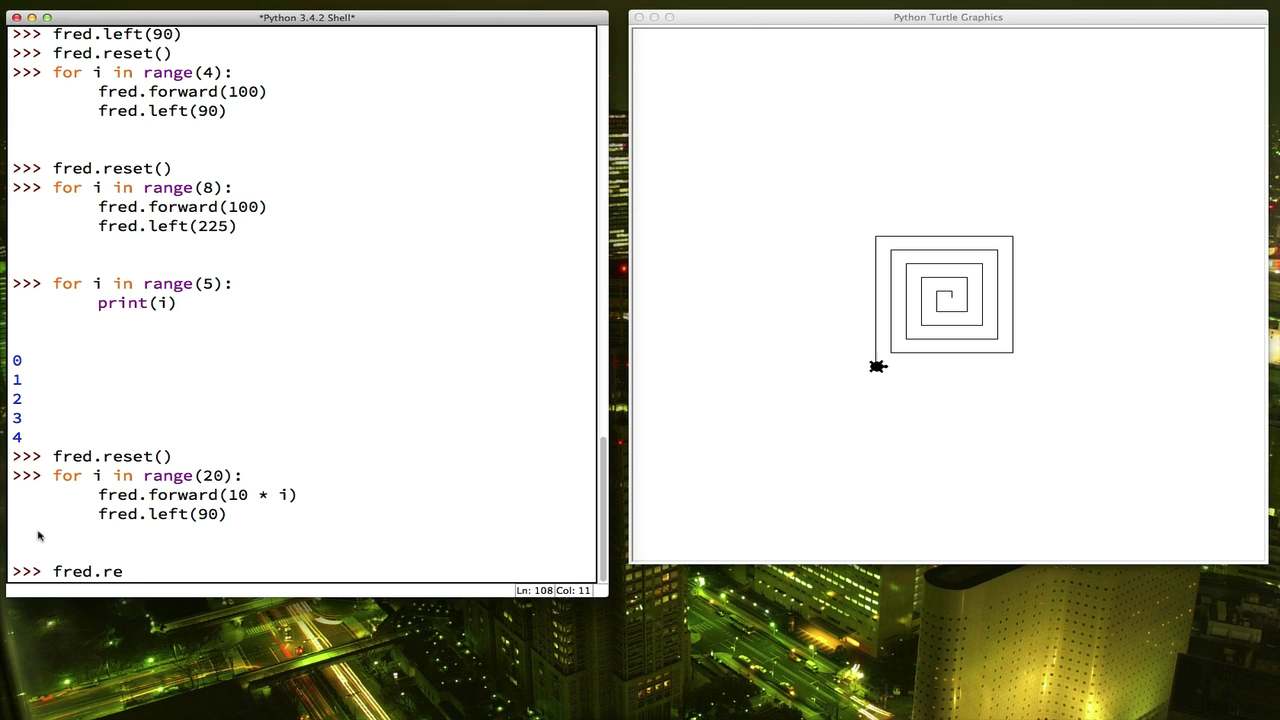 *Python 3.4.2 Shell*
>>> fred.left(90)
>>> fred.reset()
>>> for i in range(4):
fred.forward(100)
fred.left(90)
>>> fred.reset()
>>> for i in range(8):
fred.forward(100)
fred.left(225)
>>> for i in range(5):
print(i)
0
1
2
3
4
>>> fred.reset()
>>> for i in range(20):
fred.forward(10 * i)
fred.left(90)
>>> fred.re
Ln: 108 Col: 11
Python Turtle Graphics